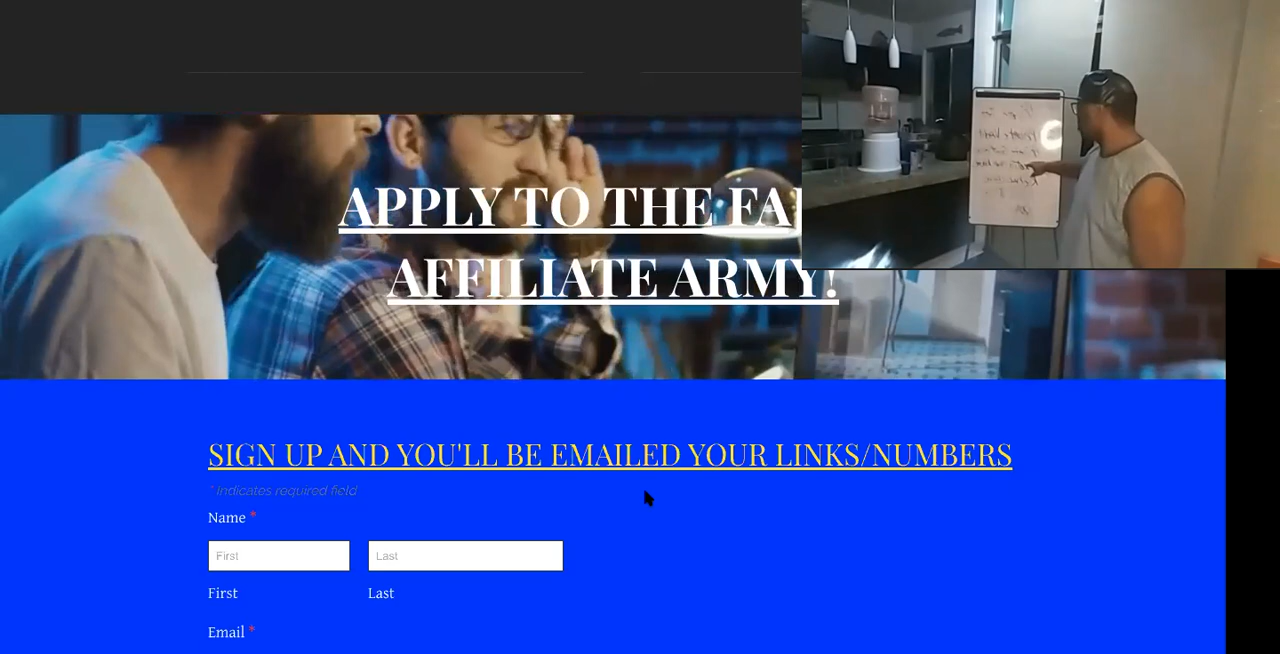 APPLY TO THE FA
AFFILIATE ARMY!
SIGN UP AND YOU'LL BE EMAILED YOUR LINKS/NUMBERS
* Indicates required field
Name *
First
Last
First
Last
Email *